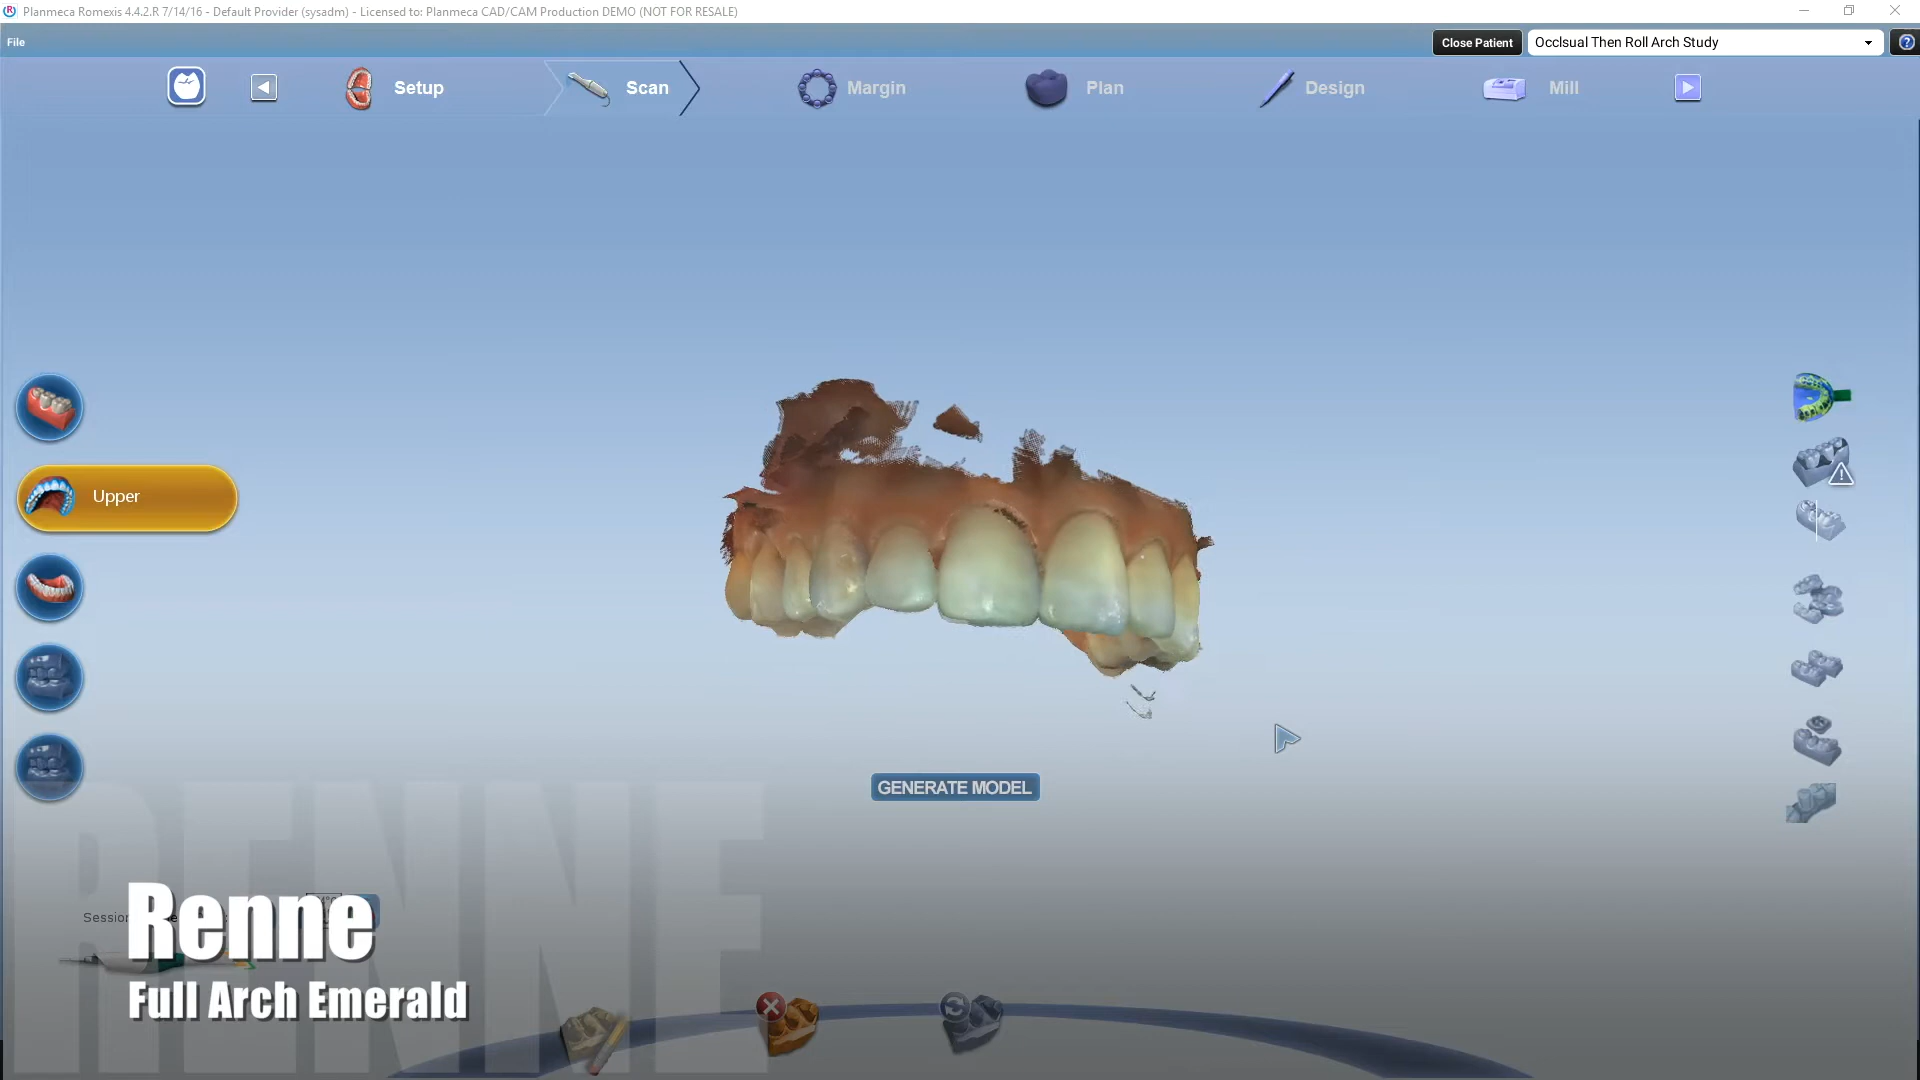 Planmeca Romexis 4.4.2.R 7/14/16 - Default Provider (sysadm) - Licensed to: Planmeca CAD/CAM Production DEMO (NOT FOR RESALE)
File
Close Patient
Occlsual Then Roll Arch Study
Setup
Scan
Margin
Plan
Design
Mill
Upper
GENERATE MODEL
RENNE
Renne
Full Arch Emerald